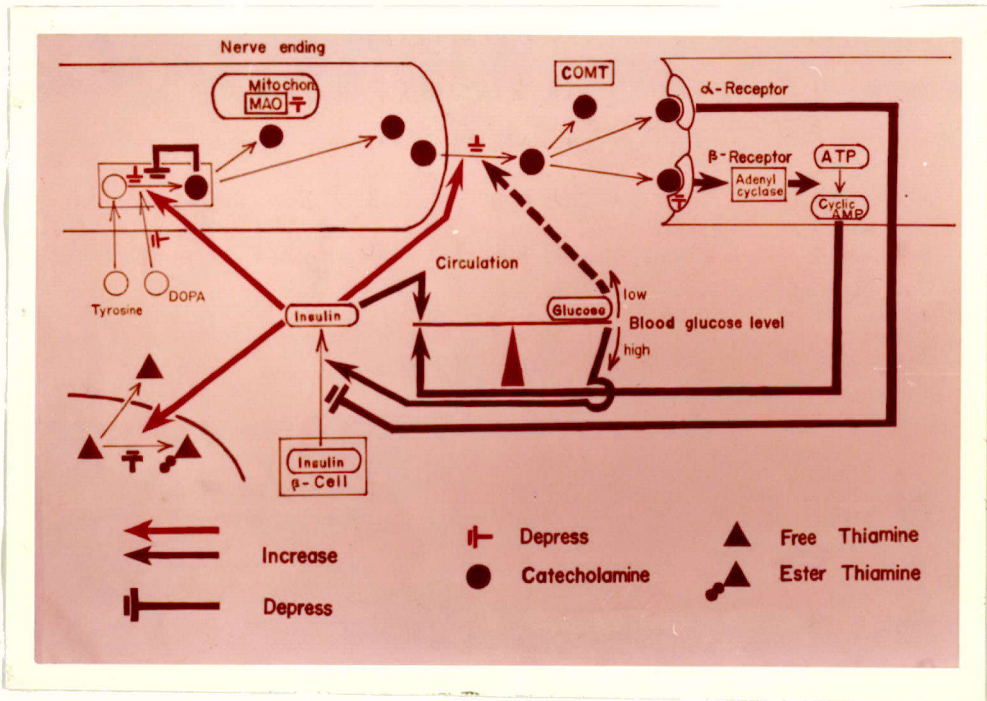 Nerve ending
Mitochon.
MAO
COMT
α-Receptor
β-Receptor
ATP
Adenyl
cyclase
Cyclic
AMP
Tyrosine
DOPA
Circulation
Insulin
Glucose
low
Blood glucose level
high
Insulin
β-Cell
Increase
Depress
Depress
Catecholamine
Free Thiamine
Ester Thiamine